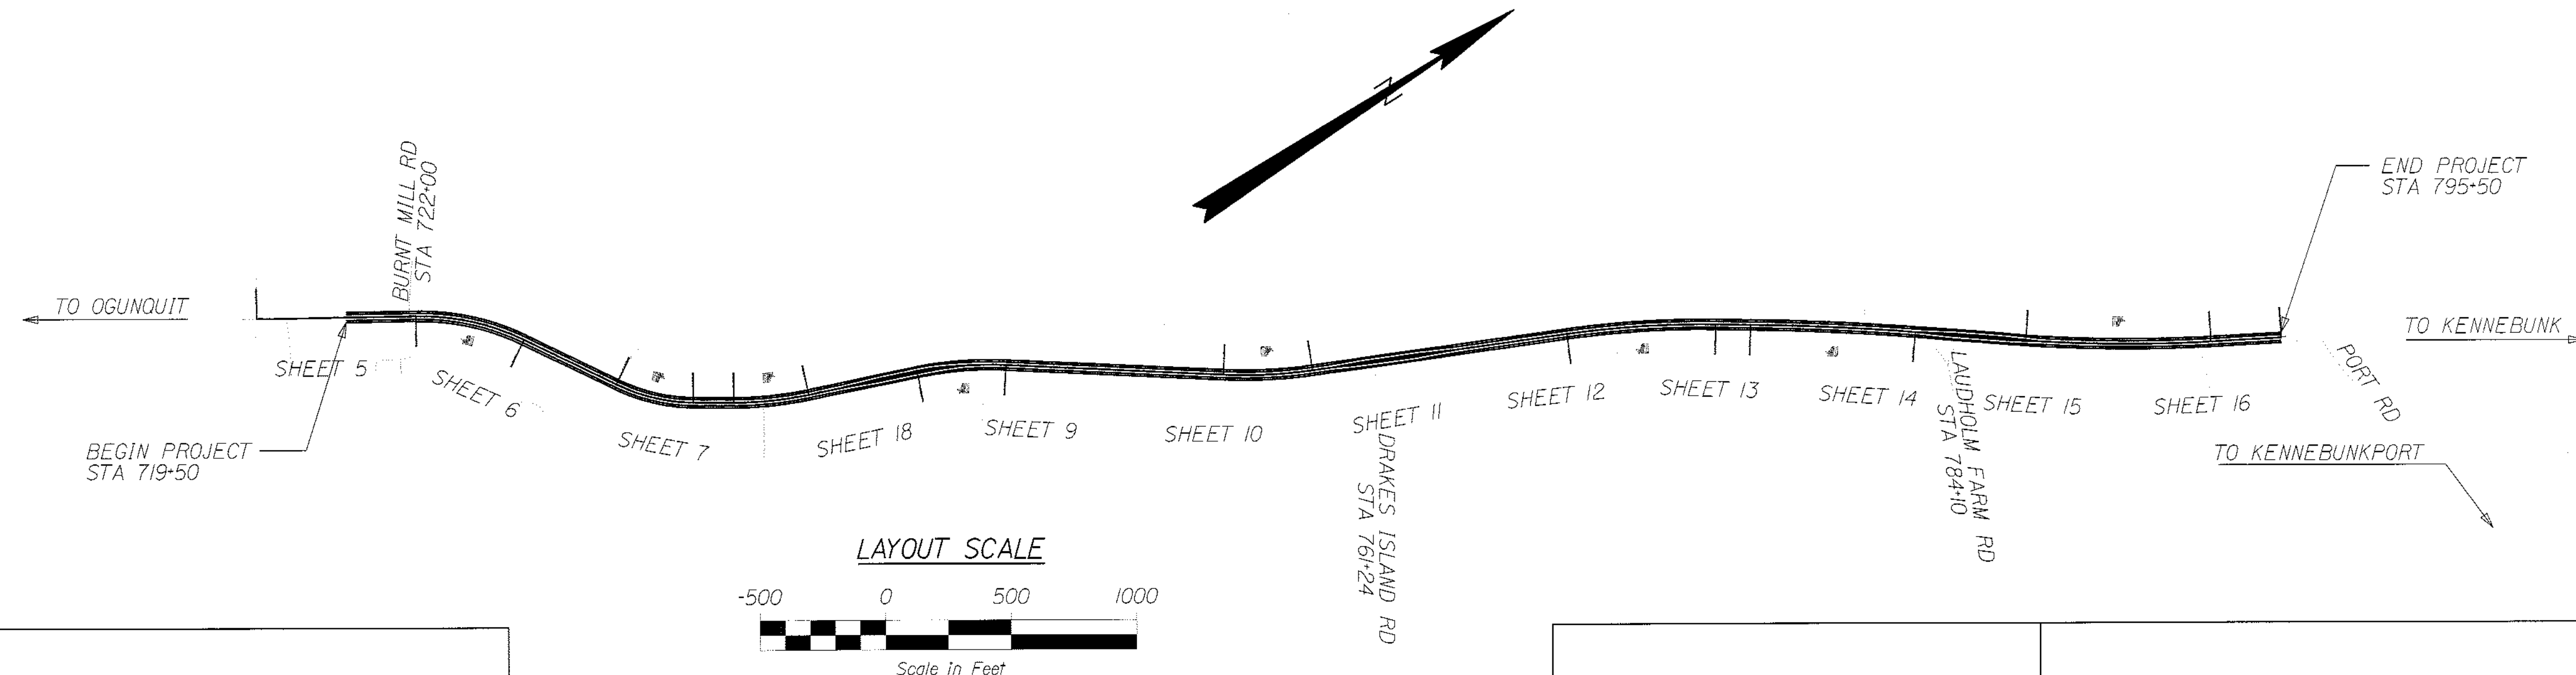 TO OGUNQUIT
BURNT MILL RD
STA 722+00
SHEET 5
SHEET 6
BEGIN PROJECT
STA 719+50
SHEET 7
SHEET 18
SHEET 9
SHEET 10
SHEET 11
DRAKES ISLAND RD
STA 761+24
SHEET 12
SHEET 13
SHEET 14
LAUDHOLM FARM RD
STA 784+10
SHEET 15
SHEET 16
PORT RD
END PROJECT
STA 795+50
TO KENNEBUNK
TO KENNEBUNKPORT
N
LAYOUT SCALE
-500 0 500 1000
Scale in Feet